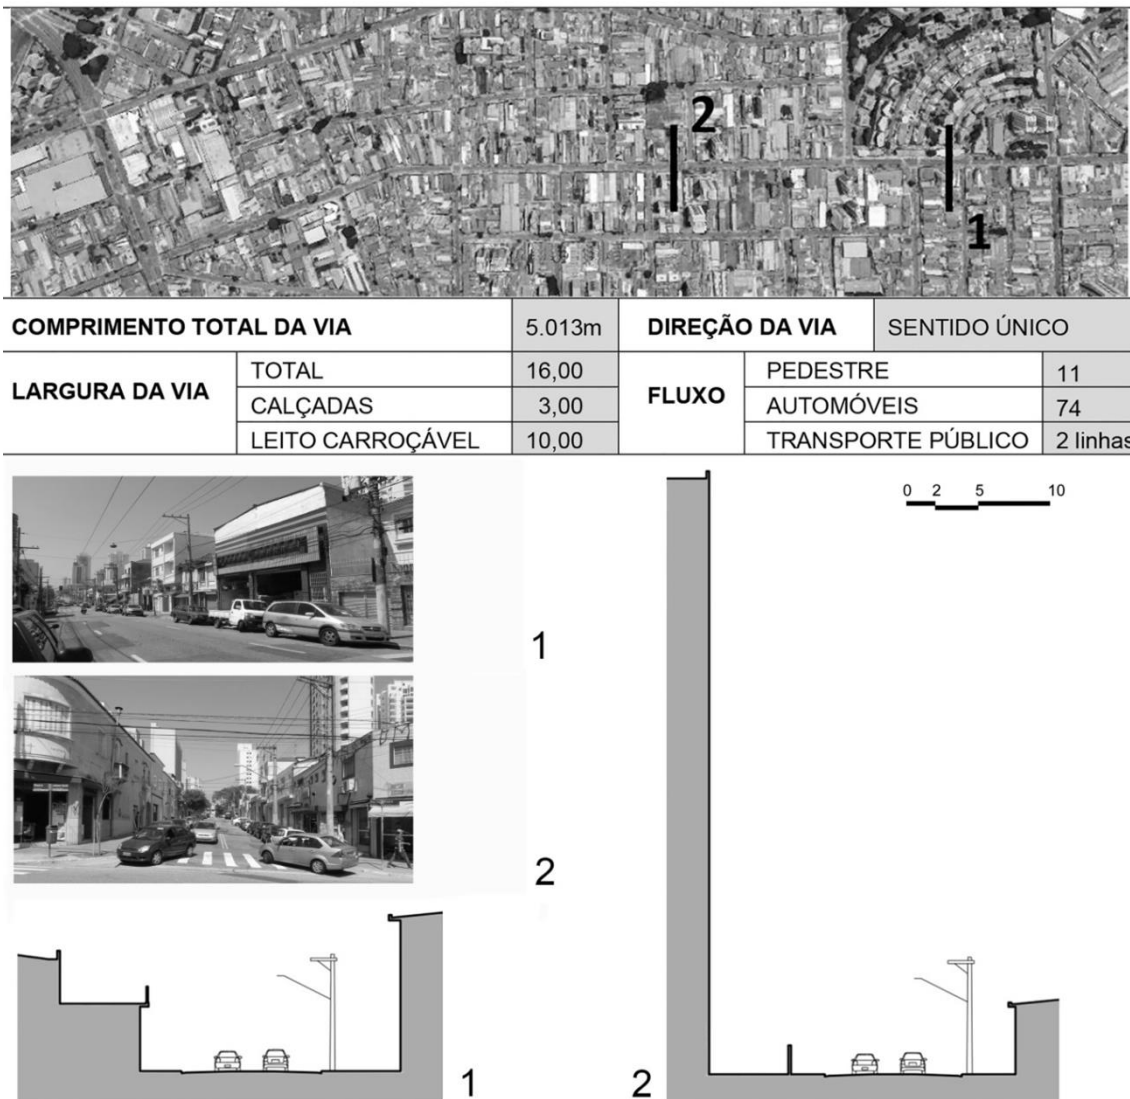 2
1
COMPRIMENTO TOTAL DA VIA 5.013m DIREÇÃO DA VIA SENTIDO ÚNICO
LARGURA DA VIA TOTAL 16,00 FLUXO PEDESTRE 11
CALÇADAS 3,00 AUTOMÓVEIS 74
LEITO CARROÇÁVEL 10,00 TRANSPORTE PÚBLICO 2 linhas
0 2 5 10
1
2
1
2